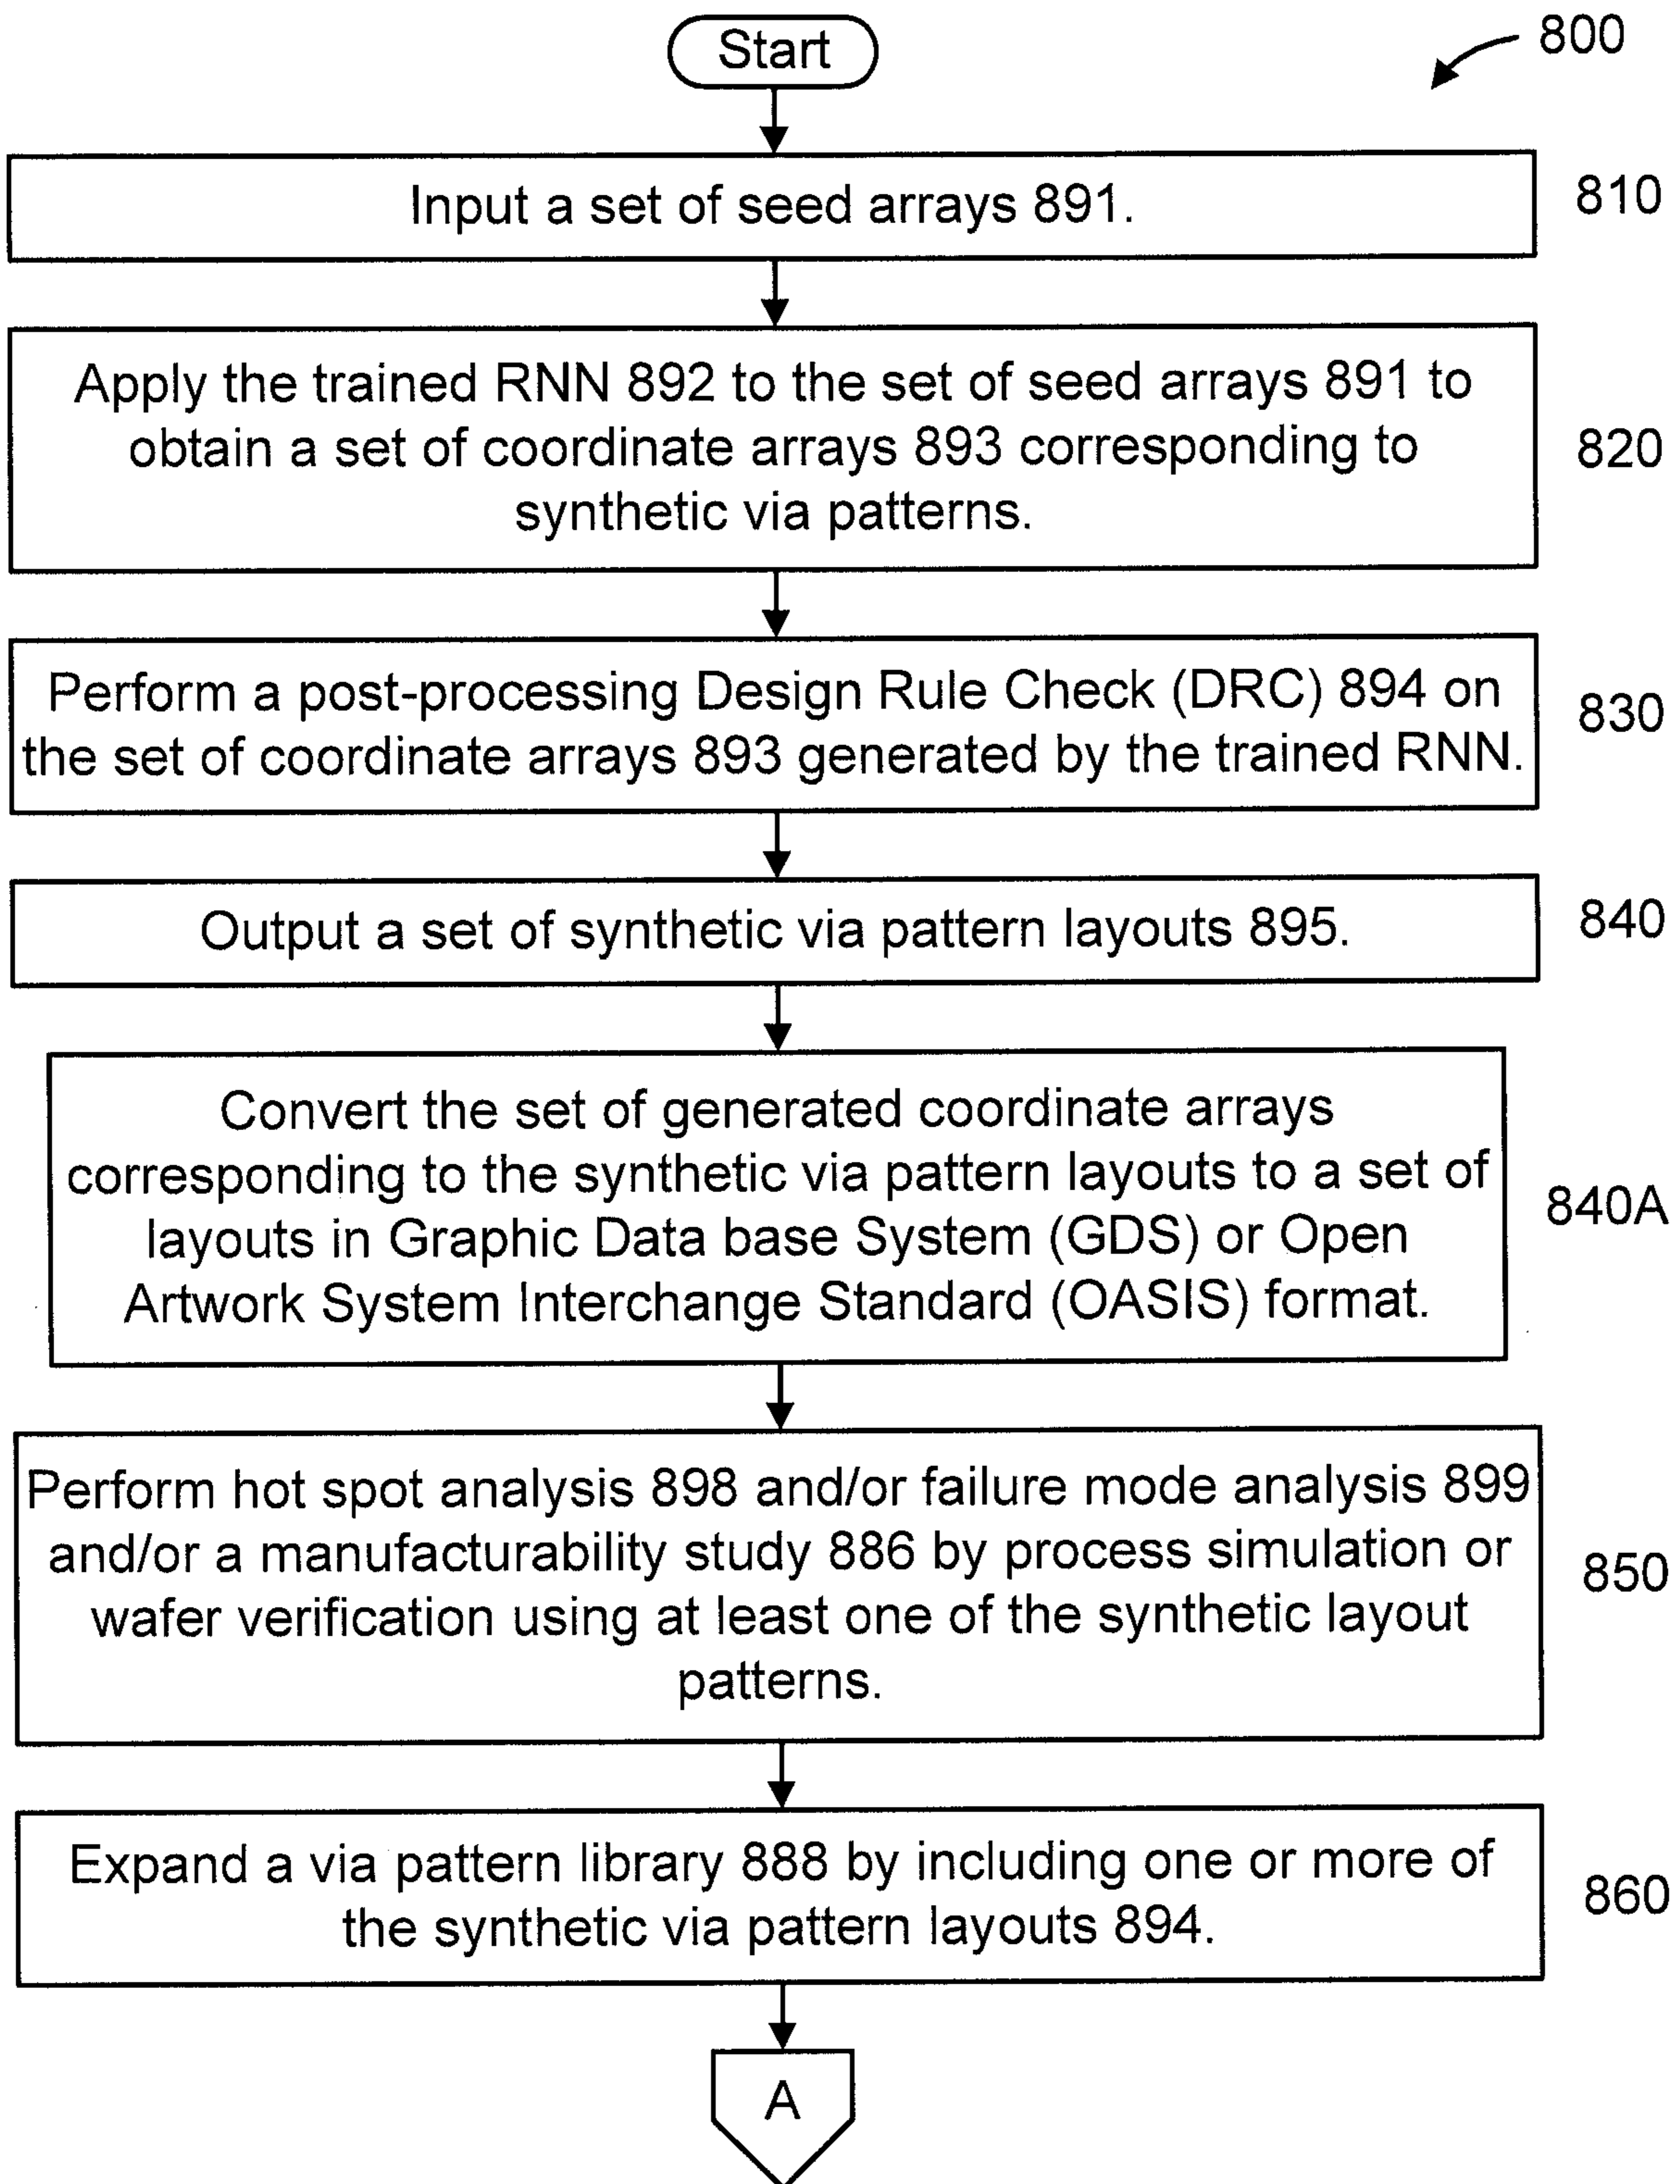 Start
800
Input a set of seed arrays 891.
810
Apply the trained RNN 892 to the set of seed arrays 891 to
obtain a set of coordinate arrays 893 corresponding to
synthetic via patterns.
820
Perform a post-processing Design Rule Check (DRC) 894 on
the set of coordinate arrays 893 generated by the trained RNN.
830
Output a set of synthetic via pattern layouts 895.
840
Convert the set of generated coordinate arrays
corresponding to the synthetic via pattern layouts to a set of
layouts in Graphic Data base System (GDS) or Open
Artwork System Interchange Standard (OASIS) format.
840A
Perform hot spot analysis 898 and/or failure mode analysis 899
and/or a manufacturability study 886 by process simulation or
wafer verification using at least one of the synthetic layout
patterns.
850
Expand a via pattern library 888 by including one or more of
the synthetic via pattern layouts 894.
860
A